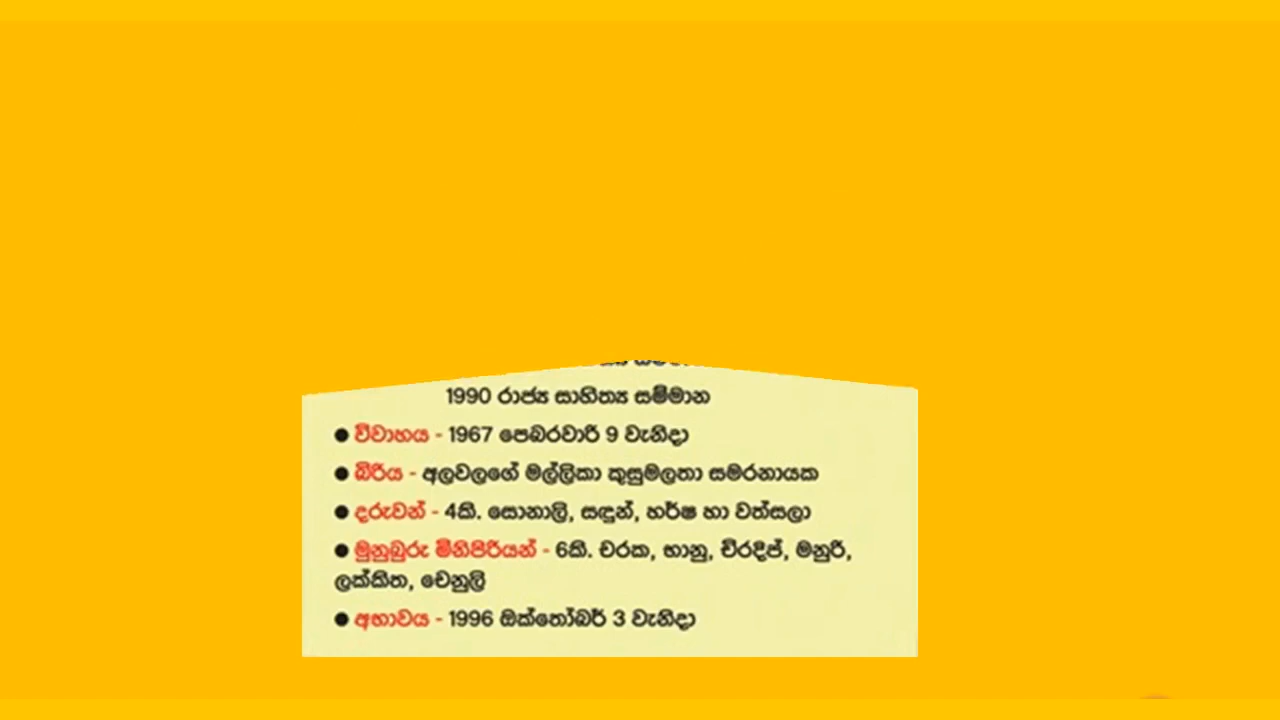 1990 රාජ්‍ය සාහිත්‍ය සම්මාන
● විවාහය - 1967 පෙබරවාරි 9 වැනිදා
● බිරිය - අලවලගේ මල්ලිකා කුසුමලතා සමරනායක
● දරුවන් - 4කි. සොනාලි, සඳුන්, හර්ෂ හා වත්සලා
● මුනුබුරු මිනිපිරියන් - 6කි. චරක, භානු, චිරදිප්, මනුරි,
ලක්කිත, චෙනුලි
● අභාවය - 1996 ඔක්තෝබර් 3 වැනිදා